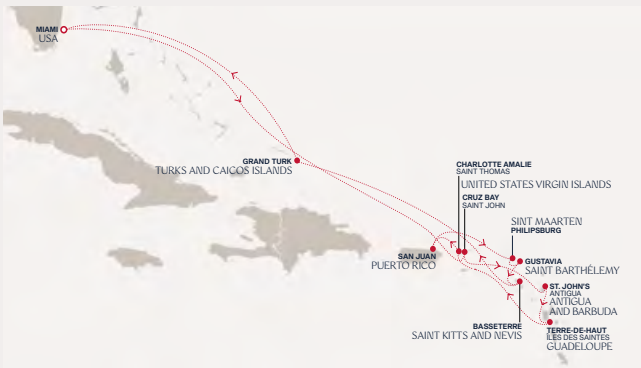 MIAMI
USA
GRAND TURK
TURKS AND CAICOS ISLANDS
CHARLOTTE AMALIE
SAINT THOMAS
UNITED STATES VIRGIN ISLANDS
CRUZ BAY
SAINT JOHN
SINT MAARTEN
PHILIPSBURG
SAN JUAN
PUERTO RICO
GUSTAVIA
SAINT BARTHÉLEMY
ST. JOHN'S
ANTIGUA
ANTIGUA
AND BARBUDA
BASSETERRE
SAINT KITTS AND NEVIS
TERRE-DE-HAUT
ÎLES DES SAINTES
GUADELOUPE